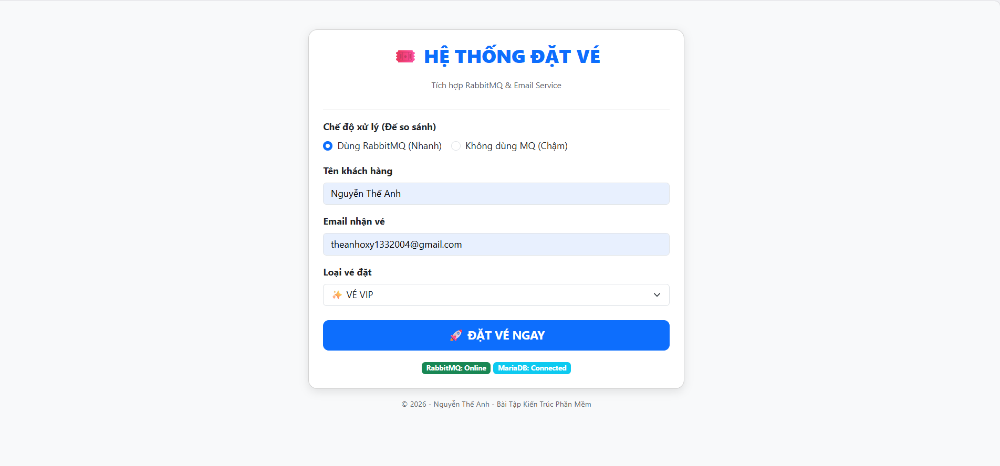 HỆ THỐNG ĐẶT VÉ
Tích hợp RabbitMQ & Email Service
Chế độ xử lý (Để so sánh)
Dùng RabbitMQ (Nhanh) Không dùng MQ (Chậm)
Tên khách hàng
Nguyễn Thế Anh
Email nhận vé
theanhoxy1332004@gmail.com
Loại vé đặt
✨ VÉ VIP
🚀 ĐẶT VÉ NGAY
RabbitMQ: Online MariaDB: Connected
© 2026 - Nguyễn Thế Anh - Bài Tập Kiến Trúc Phần Mềm